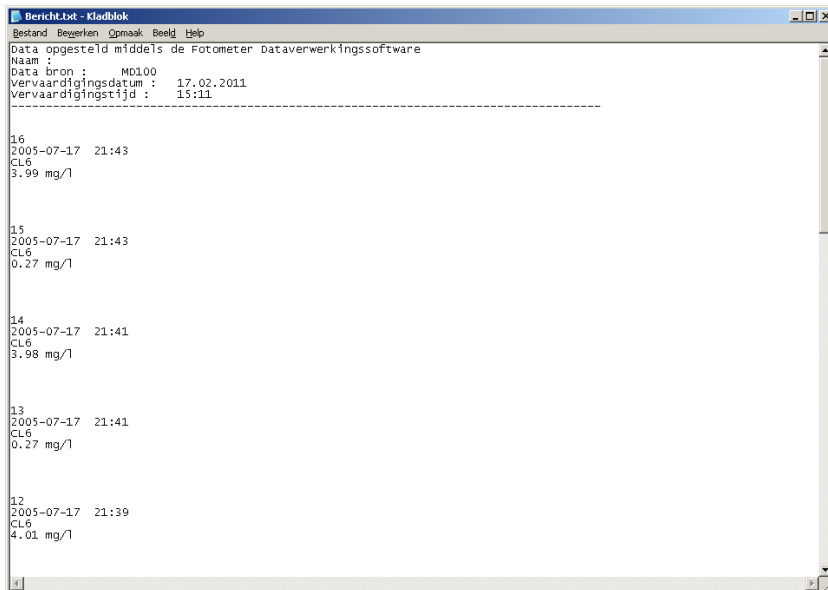 Bericht.txt - Kladblok
Bestand Bewerken Opmaak Beeld Help
Data opgesteld middels de Fotometer Dataverwerkingssoftware
Naam :
Data bron : MD100
Vervaardigingsdatum : 17.02.2011
Vervaardigingstijd : 15:11
--------------------------------------------------------------------------------
16
2005-07-17 21:43
CL6
3.99 mg/l
15
2005-07-17 21:43
CL6
0.27 mg/l
14
2005-07-17 21:41
CL6
3.98 mg/l
13
2005-07-17 21:41
CL6
0.27 mg/l
12
2005-07-17 21:39
CL6
4.01 mg/l